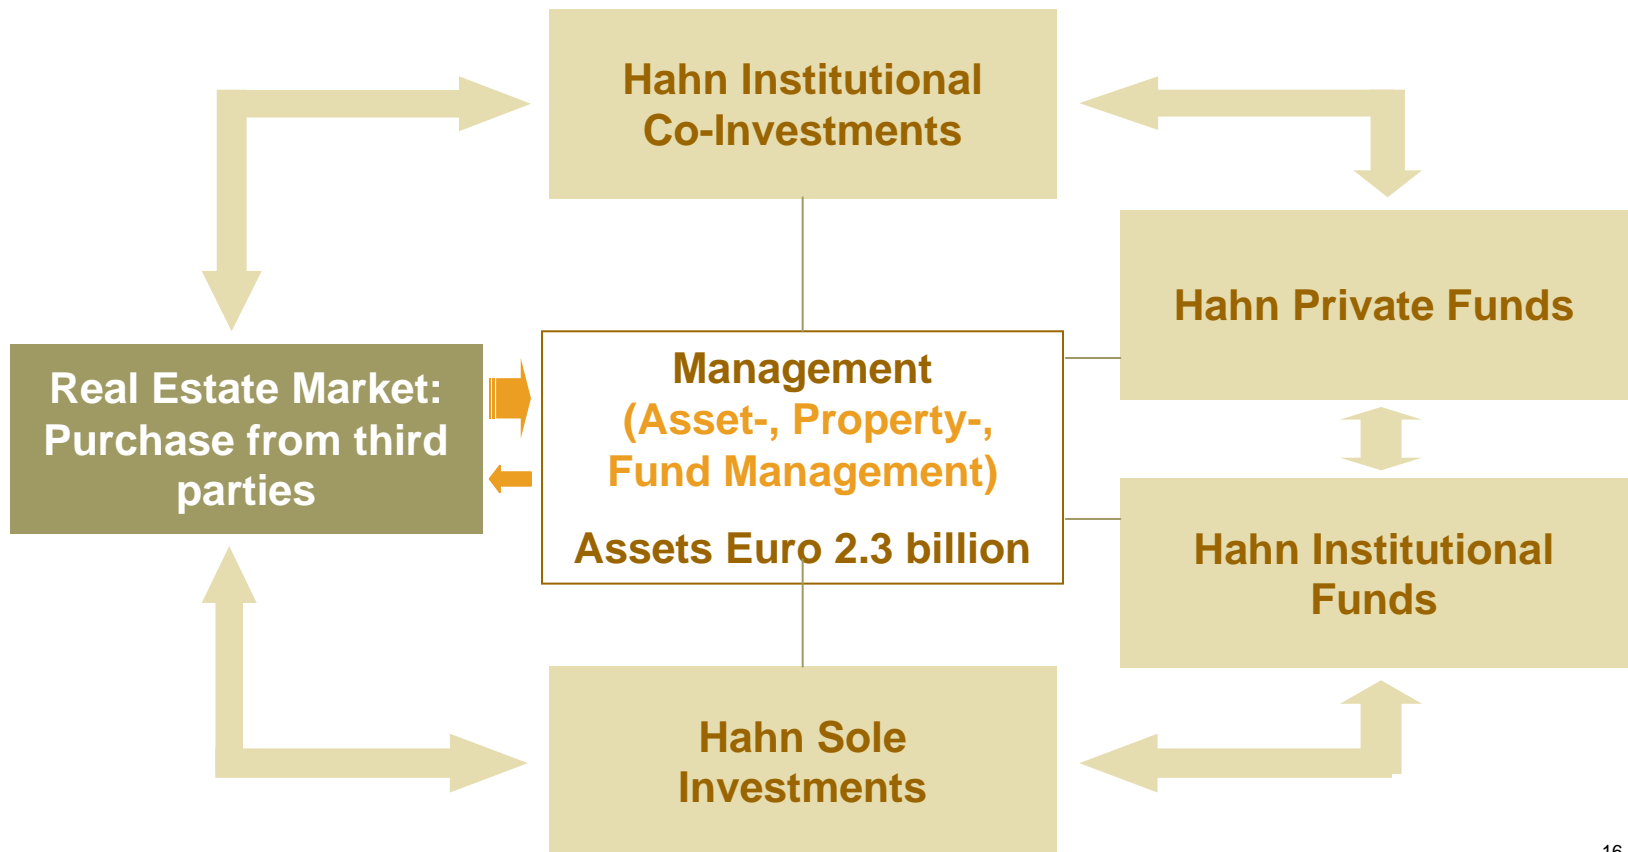 Hahn Institutional
Co-Investments
Hahn Private Funds
Real Estate Market:
Purchase from third
parties
Management
(Asset-, Property-,
Fund Management)
Assets Euro 2.3 billion
Hahn Institutional
Funds
Hahn Sole
Investments
16